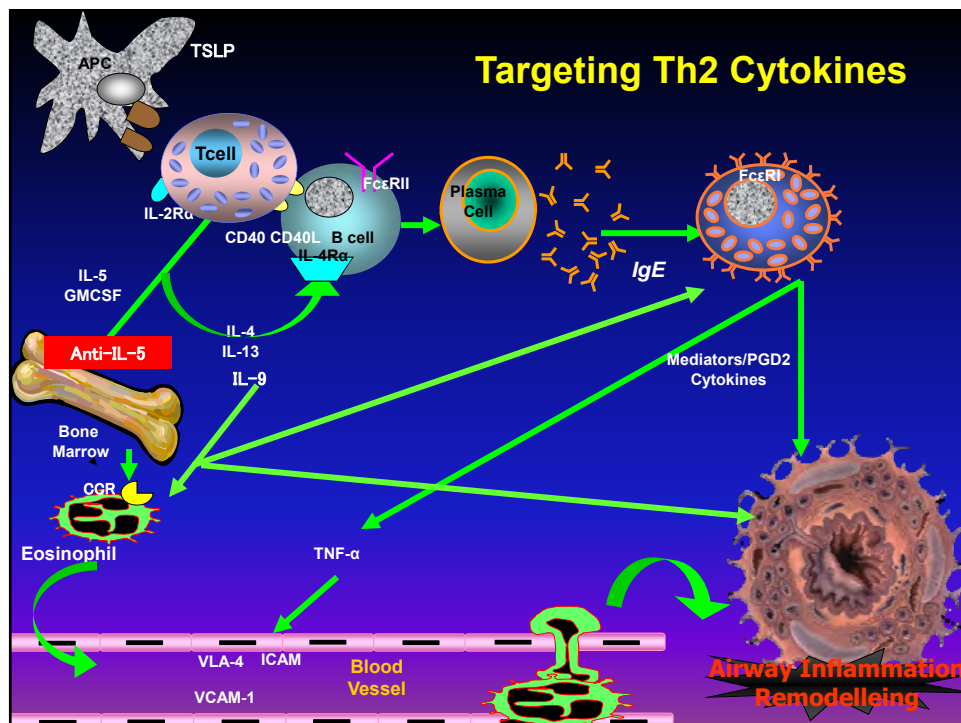 TSLP
APC
Targeting Th2 Cytokines
Tcell
FcεRII
FcεRI
IL-2Rα
Plasma
Cell
CD40 CD40L B cell
IL-4Rα
IgE
IL-5
GMCSF
IL-4
IL-13
IL-9
Anti-IL-5
Mediators/PGD2
Cytokines
Bone
Marrow
CGR
Eosinophil
TNF-α
VLA-4
ICAM
Blood
Vessel
VCAM-1
Airway Inflammation
Remodelleing